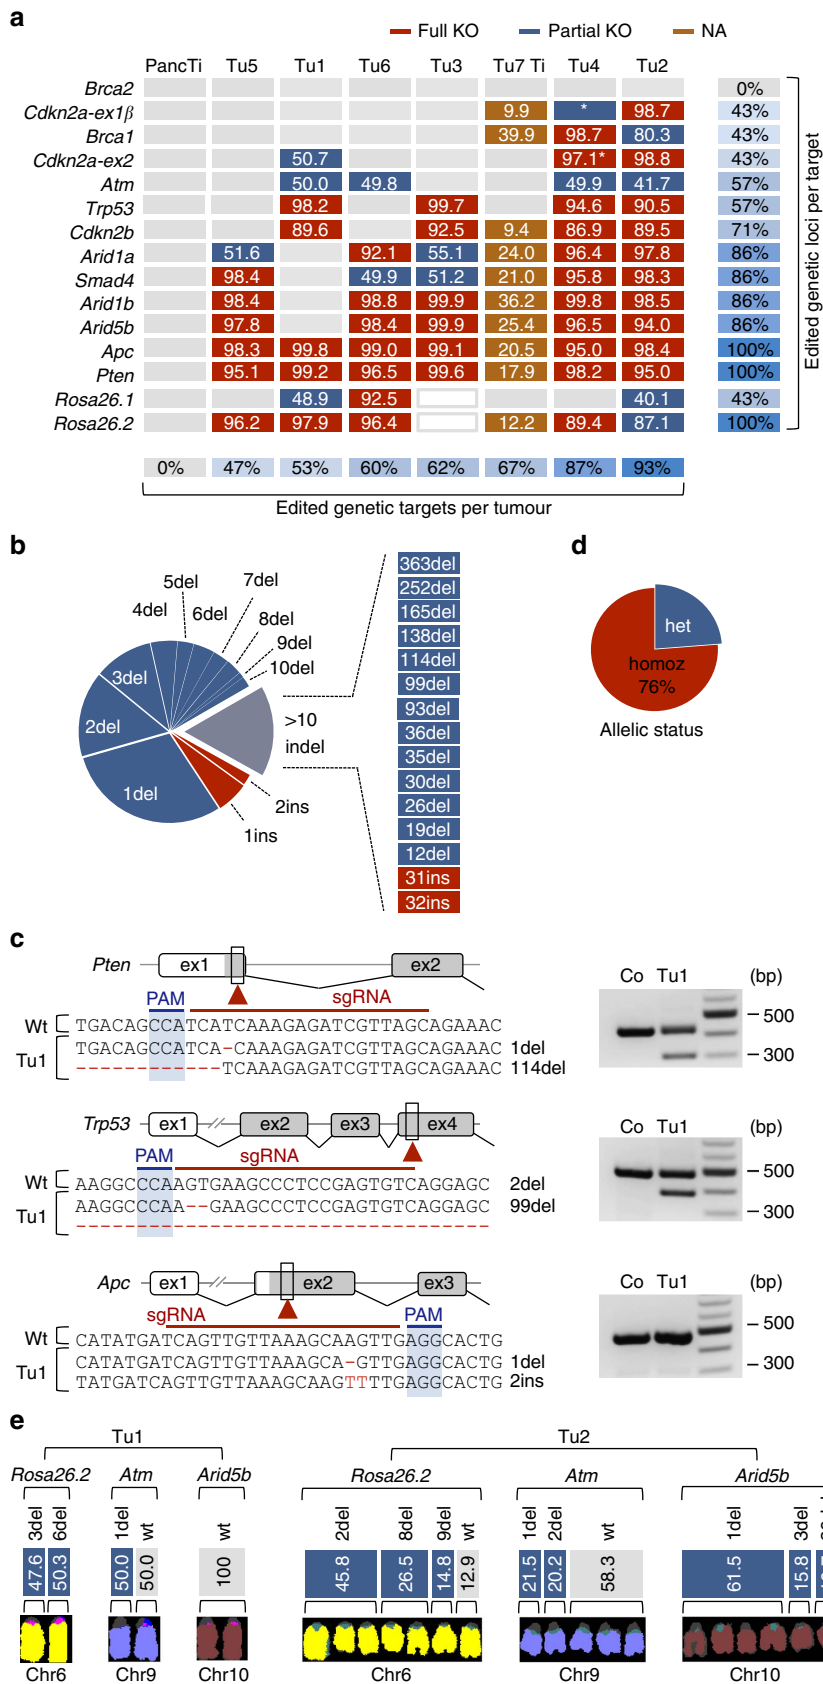 a
Full KO Partial KO NA
PancTi Tu5 Tu1 Tu6 Tu3 Tu7 Ti Tu4 Tu2
Brca2 0%
Cdkn2a-ex1β 9.9 * 98.7 43%
Brca1 39.9 98.7 80.3 43%
Cdkn2a-ex2 50.7 97.1* 98.8 43%
Atm 50.0 49.8 49.9 41.7 57%
Trp53 98.2 99.7 94.6 90.5 57%
Cdkn2b 89.6 92.5 9.4 86.9 89.5 71%
Arid1a 51.6 92.1 55.1 24.0 96.4 97.8 86%
Smad4 98.4 49.9 51.2 21.0 95.8 98.3 86%
Arid1b 98.4 98.8 99.9 36.2 99.8 98.5 86%
Arid5b 97.8 98.4 99.9 25.4 96.5 94.0 86%
Apc 98.3 99.8 99.0 99.1 20.5 95.0 98.4 100%
Pten 95.1 99.2 96.5 99.6 17.9 98.2 95.0 100%
Rosa26.1 48.9 92.5 40.1 43%
Rosa26.2 96.2 97.9 96.4 12.2 89.4 87.1 100%
Edited genetic loci per target
0% 47% 53% 60% 62% 67% 87% 93%
Edited genetic targets per tumour
b
1del
2del
3del
4del
5del
6del
7del
8del
9del
10del
>10
indel
2ins
1ins
363del
252del
165del
138del
114del
99del
93del
36del
35del
30del
26del
19del
12del
31ins
32ins
d
het
homoz
76%
Allelic status
c
Pten ex1 ex2
PAM sgRNA
Wt TGACAGCCATCATCAAAGAGATCGTTAGCAGAAAC
Tu1 TGACAGCCATCA–CAAAGAGATCGTTAGCAGAAAC 1del
––––––––––––TCAAAGAGATCGTTAGCAGAAAC 114del
Co Tu1 (bp)
500
300
Trp53 ex1 ex2 ex3 ex4
PAM sgRNA
Wt AAGGCCCAAGTGAAGCCCTCCGAGTGTCAGGAGC 2del
Tu1 AAGGCCCAA––GAAGCCCTCCGAGTGTCAGGAGC 99del
––––––––––––––––––––––––––––––––––
Co Tu1 (bp)
500
300
Apc ex1 ex2 ex3
sgRNA PAM
Wt CATATGATCAGTTGTTAAAGCAAGTTGAGGCACTG
Tu1 CATATGATCAGTTGTTAAAGCA–GTTGAGGCACTG 1del
TATGATCAGTTGTTAAAGCAAGTTTTGAGGCACTG 2ins
Co Tu1 (bp)
500
300
e
Tu1 Tu2
Rosa26.2 Atm Arid5b Rosa26.2 Atm Arid5b
3del 6del 1del wt wt 2del 8del 9del wt 1del 2del wt 1del 3del
47.6 50.3 50.0 50.0 100 45.8 26.5 14.8 12.9 21.5 20.2 58.3 61.5 15.8
Chr6 Chr9 Chr10 Chr6 Chr9 Chr10